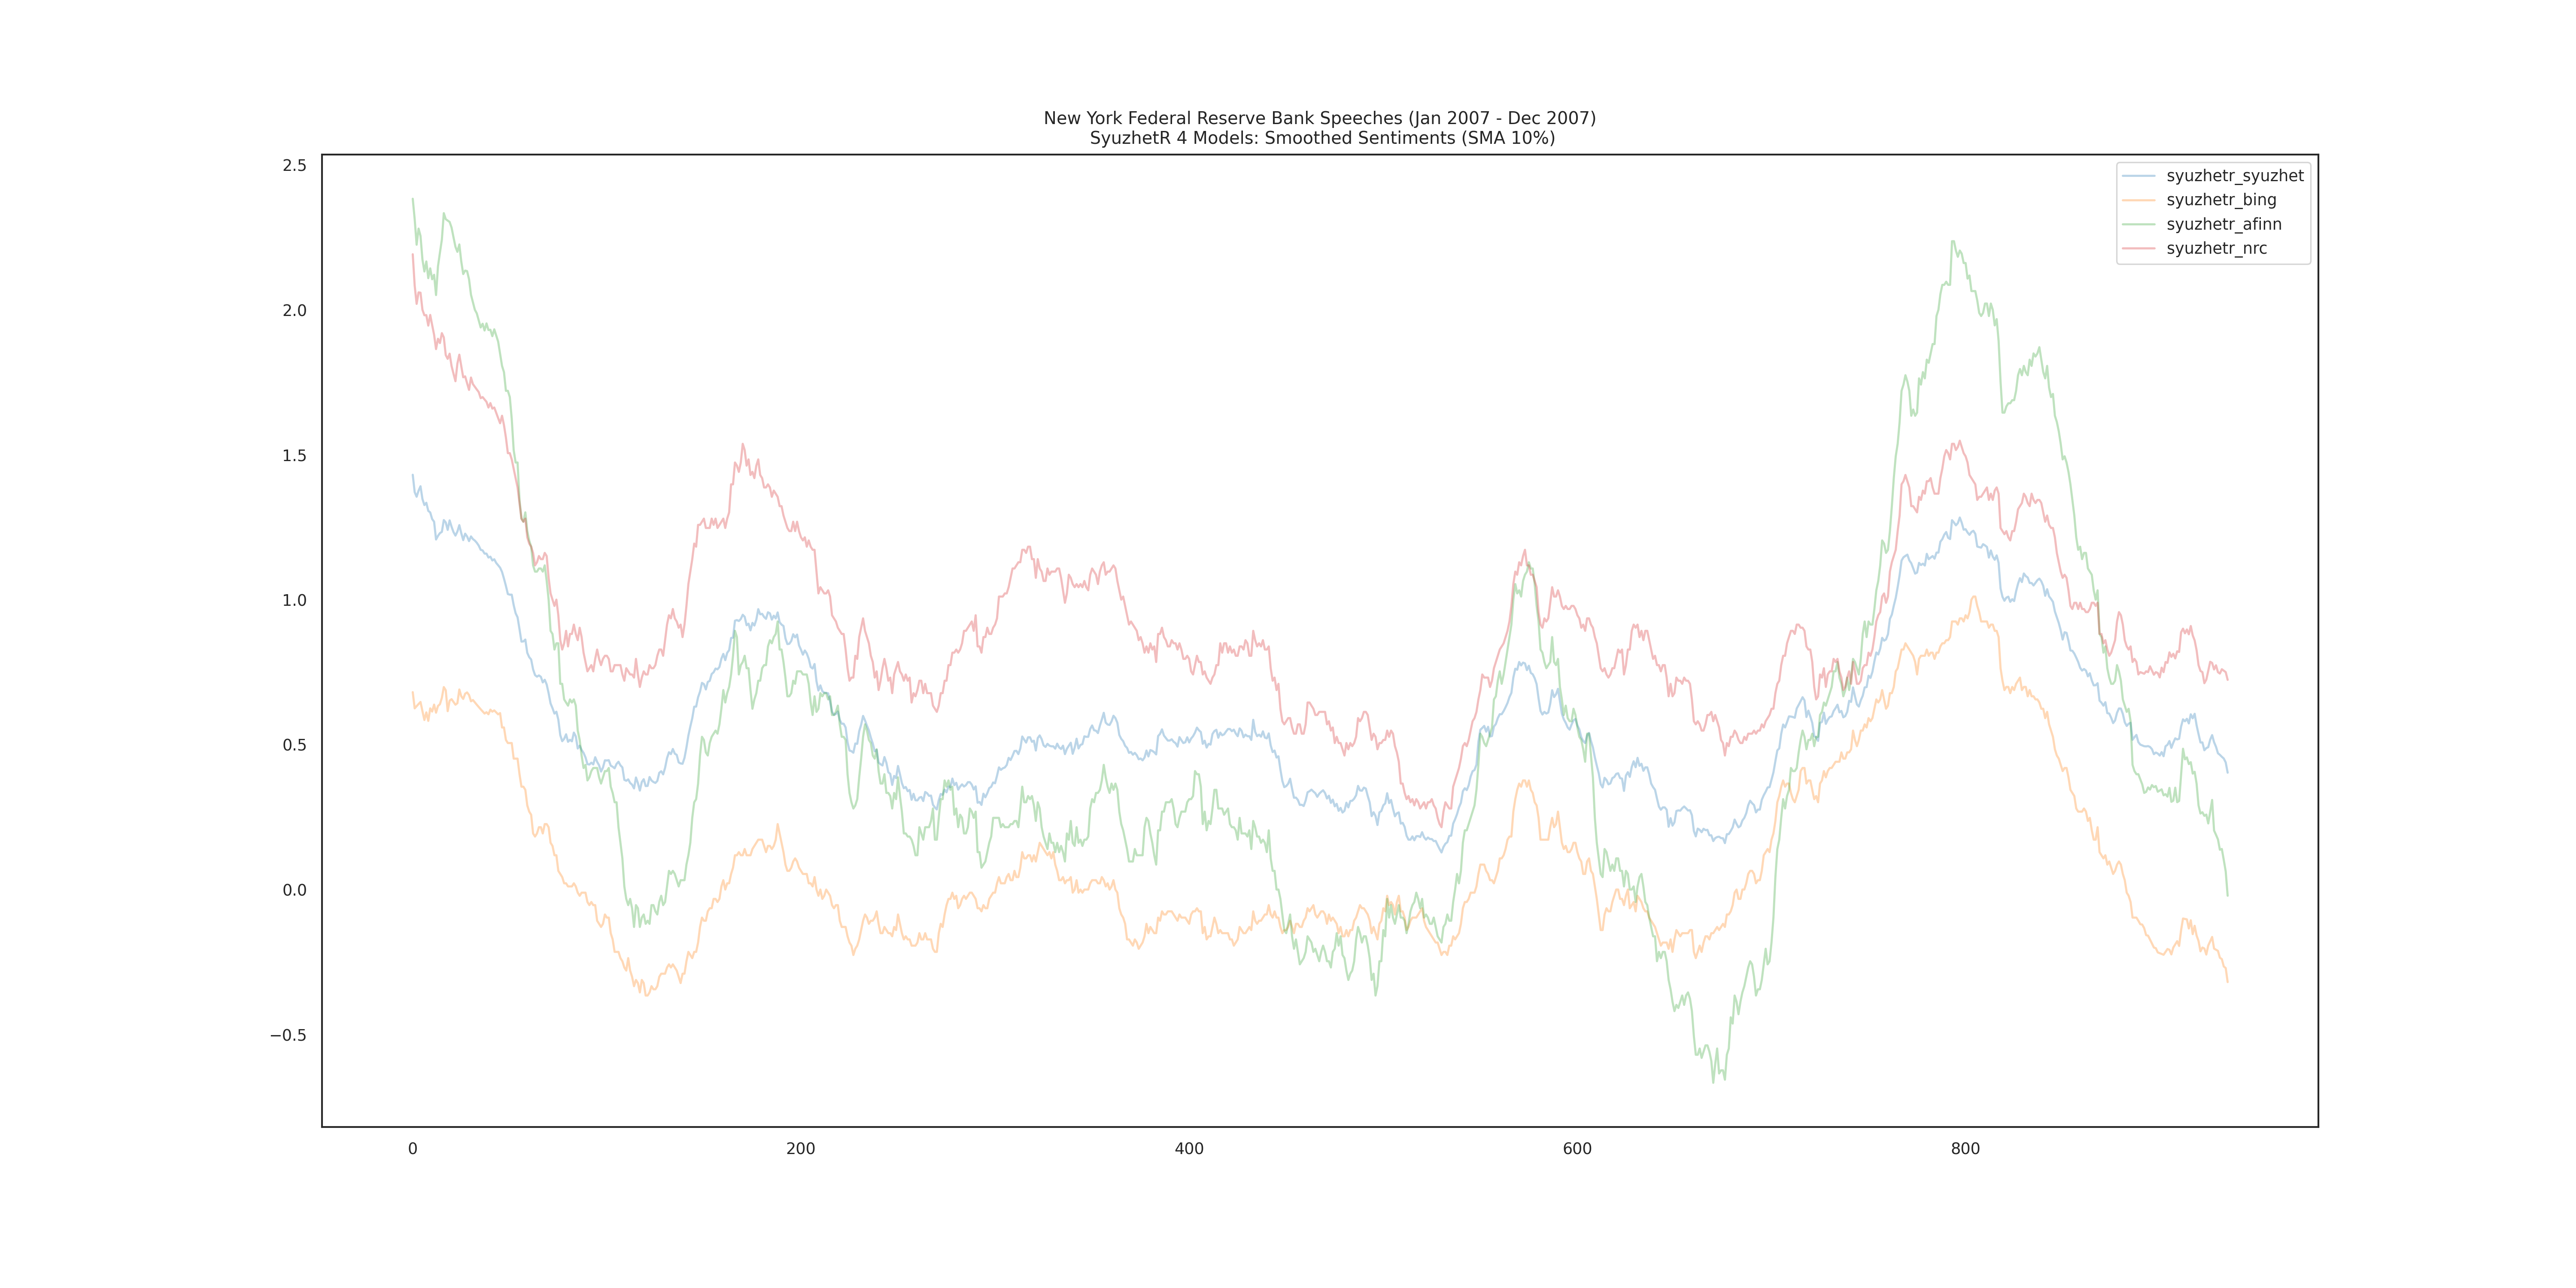 New York Federal Reserve Bank Speeches (Jan 2007 - Dec 2007)
SyuzhetR 4 Models: Smoothed Sentiments (SMA 10%)
syuzhetr_syuzhet
syuzhetr_bing
syuzhetr_afinn
syuzhetr_nrc
2.5
2.0
1.5
1.0
0.5
0.0
−0.5
0 200 400 600 800